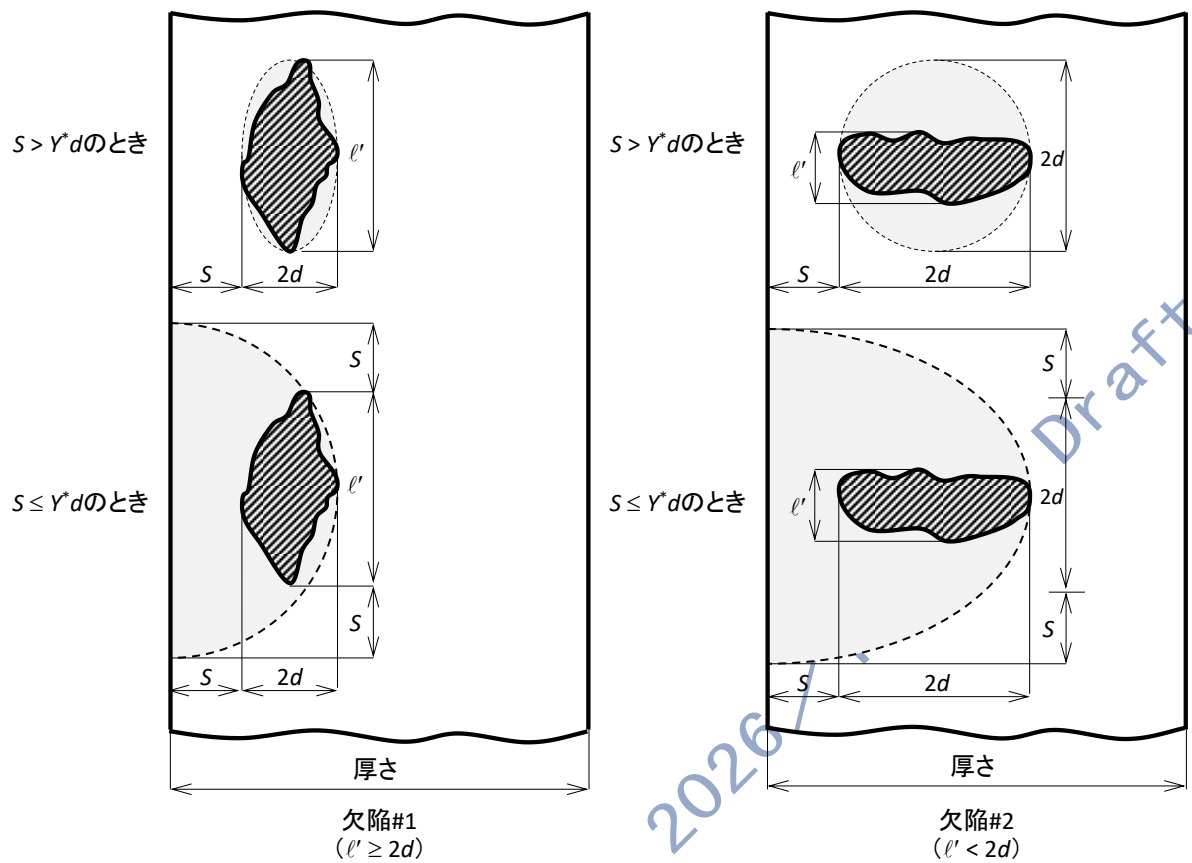 S > Y*dのとき
ℓ'
S
2d
S > Y*dのとき
ℓ'
2d
S
2d
S ≤ Y*dのとき
S
ℓ'
S
S
2d
S ≤ Y*dのとき
ℓ'
S
2d
S
S
2d
厚さ
厚さ
欠陥#1
(ℓ' ≥ 2d)
欠陥#2
(ℓ' < 2d)
2026/
Draft